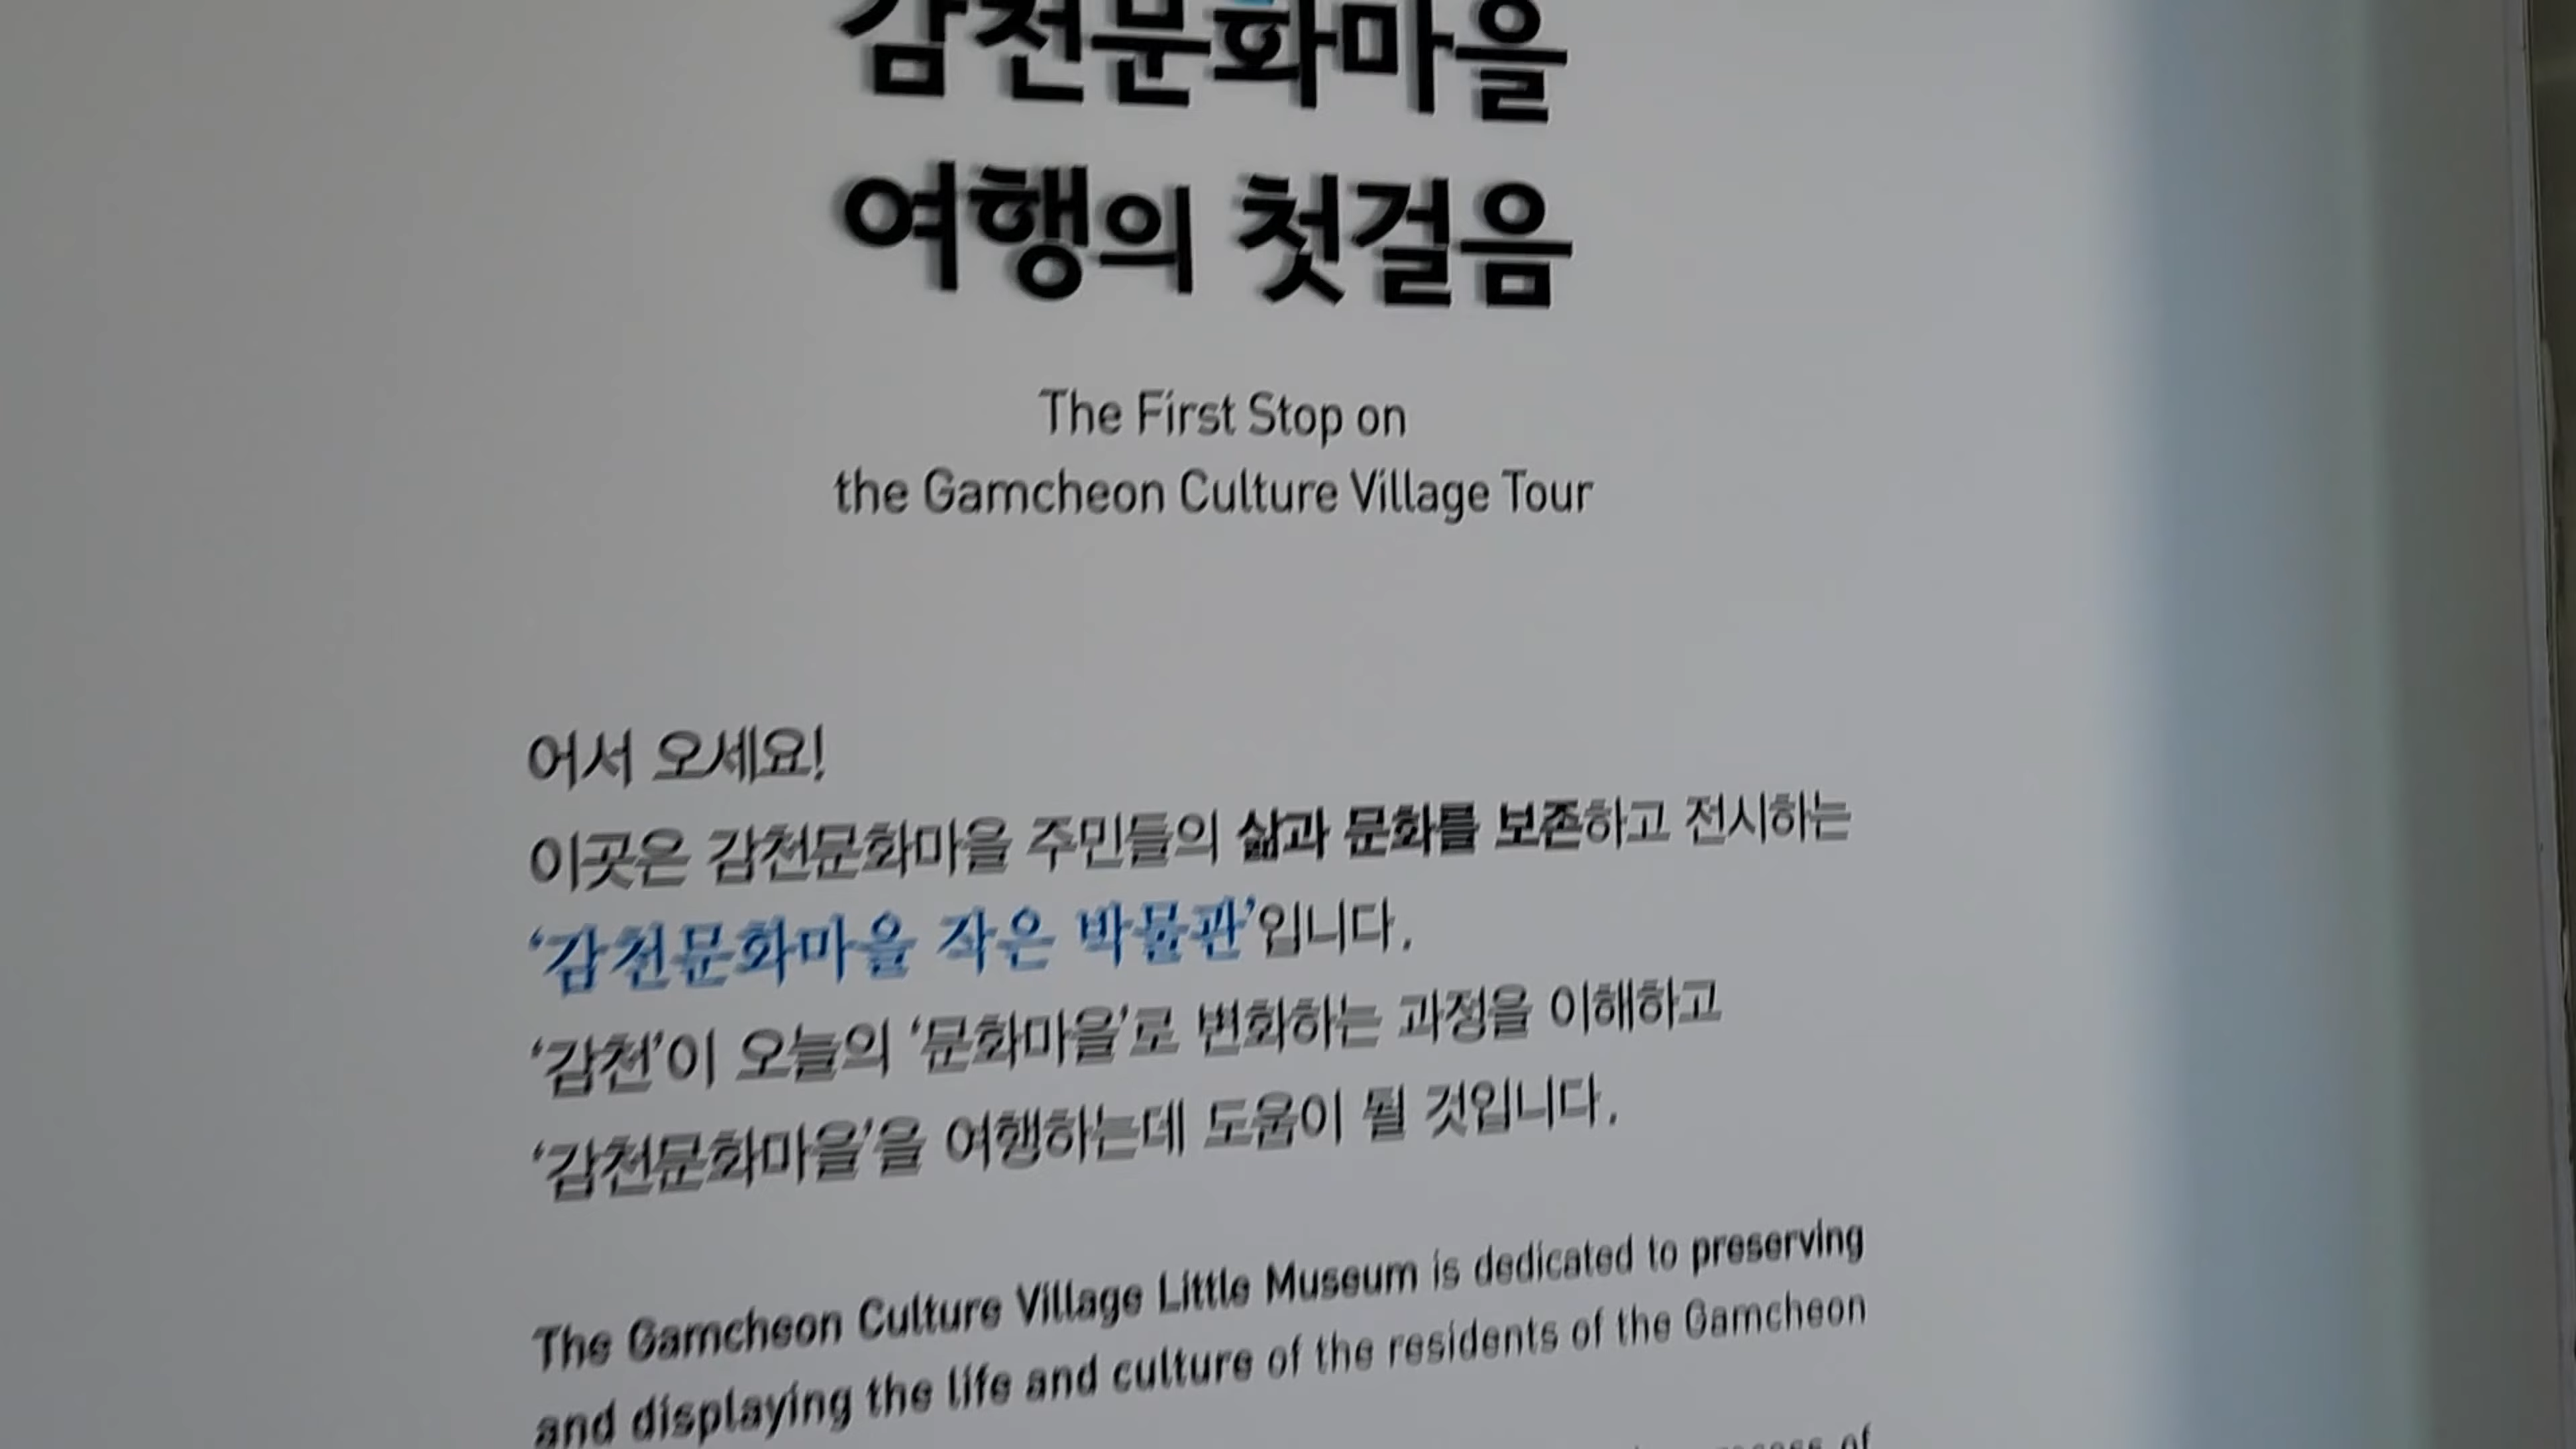 감천문화마을
여행의 첫걸음
The First Stop on
the Gamcheon Culture Village Tour
어서 오세요!
이곳은 감천문화마을 주민들의 삶과 문화를 보존하고 전시하는
‘감천문화마을 작은 박물관’입니다.
‘감천’이 오늘의 ‘문화마을’로 변화하는 과정을 이해하고
‘감천문화마을’을 여행하는데 도움이 될 것입니다.
The Gamcheon Culture Village Little Museum is dedicated to preserving
and displaying the life and culture of the residents of the Gamcheon
of